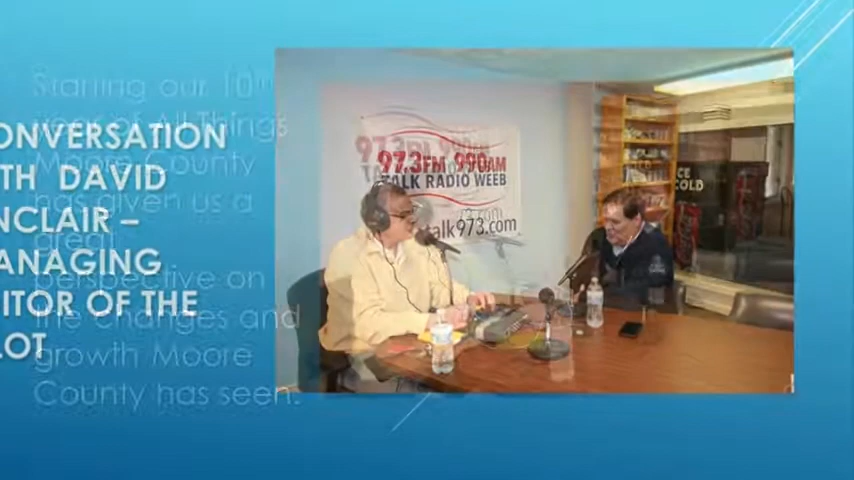 ONVERSATION
TH DAVID
NCLAIR –
ANAGING
ITOR OF THE
LOT
Starting our 10th
year of All Things
Moore County
has given us a
great
perspective on
the changes and
growth Moore
County has seen.
97.3FM 990AM
TALK RADIO WEEB
talk973.com
ICE
COLD